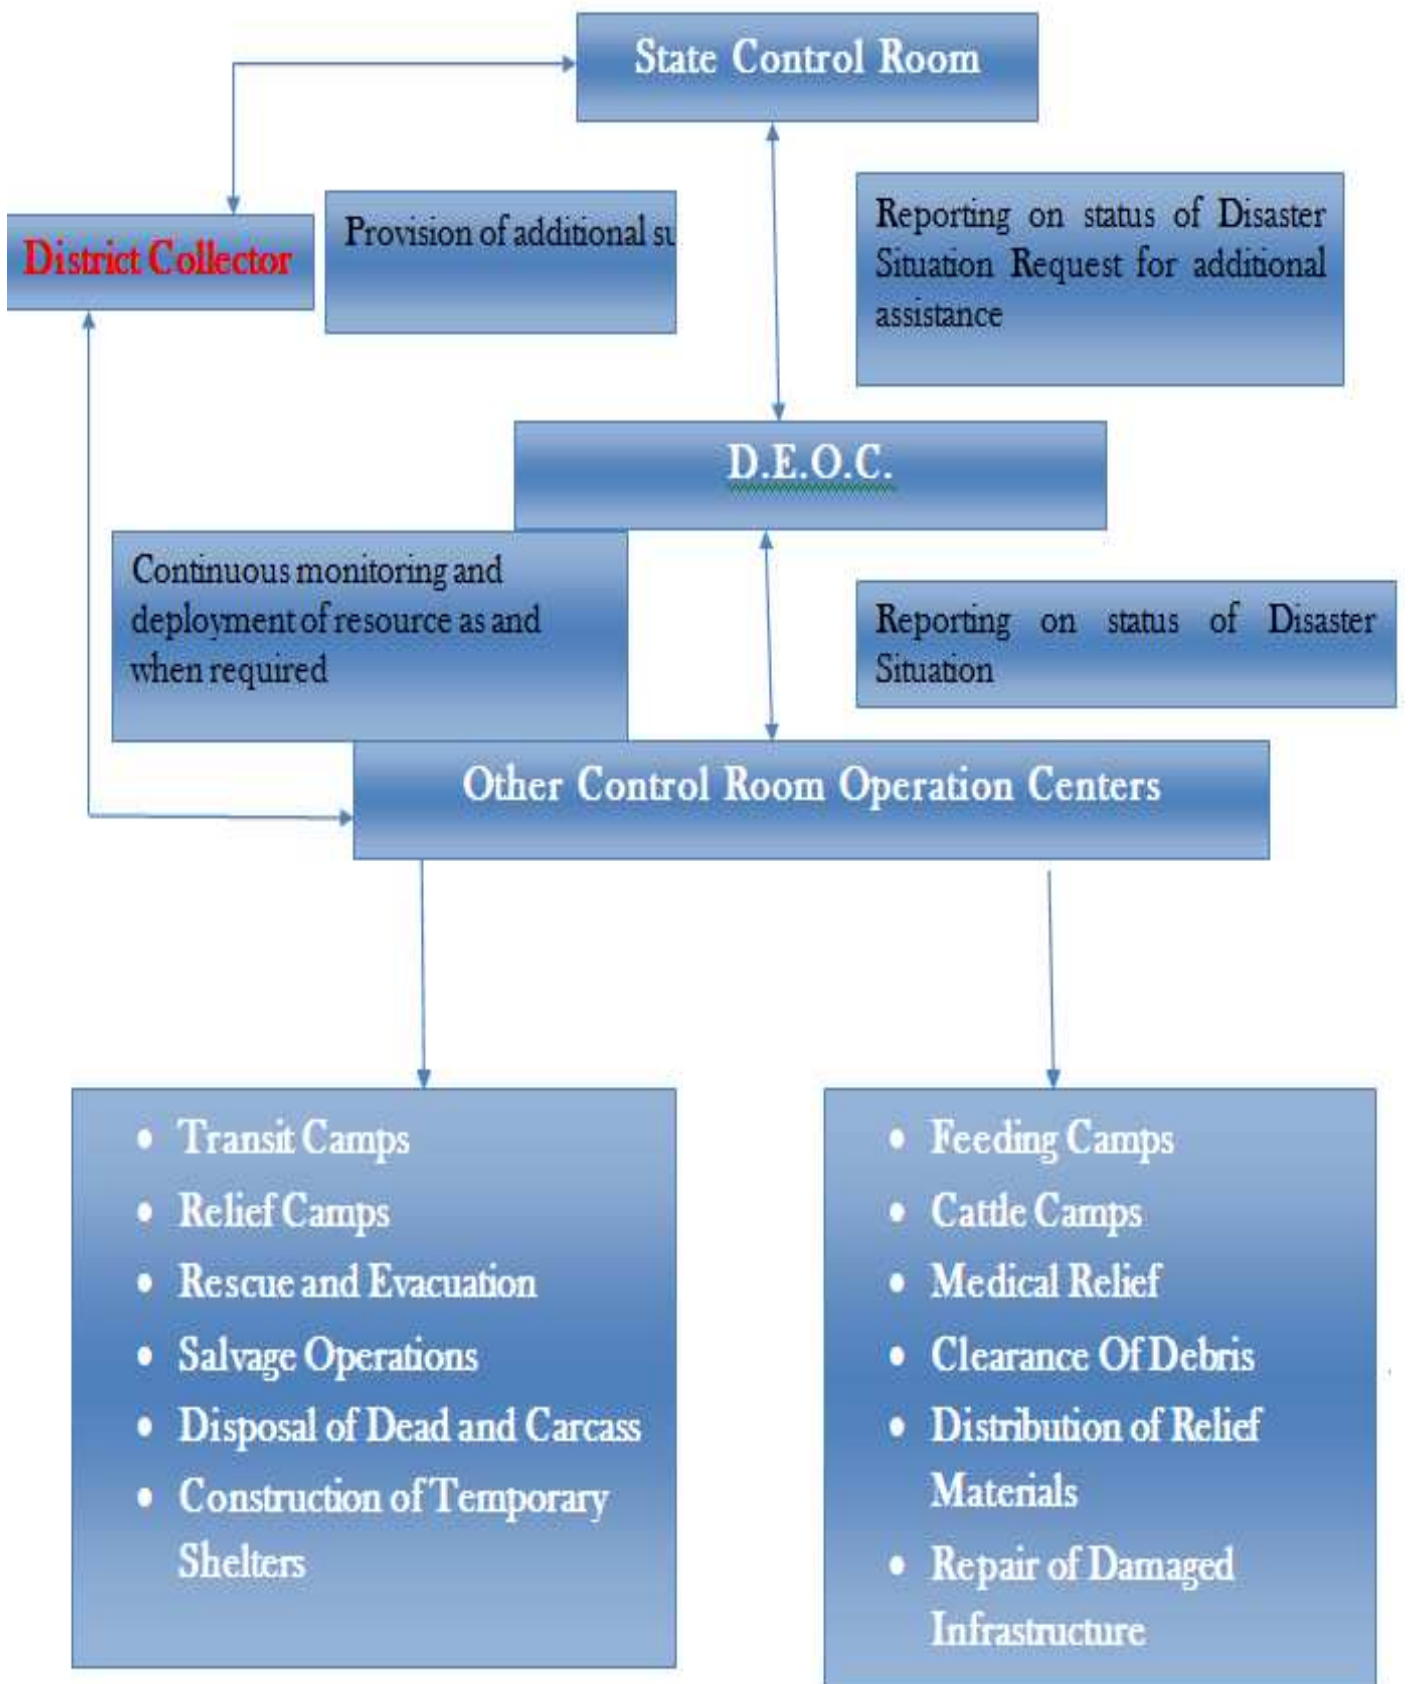 State Control Room
District Collector
Provision of additional su
Reporting on status of Disaster
Situation Request for additional
assistance
D.E.O.C.
Continuous monitoring and
deployment of resource as and
when required
Reporting on status of Disaster
Situation
Other Control Room Operation Centers
• Transit Camps
• Relief Camps
• Rescue and Evacuation
• Salvage Operations
• Disposal of Dead and Carcass
• Construction of Temporary
Shelters
• Feeding Camps
• Cattle Camps
• Medical Relief
• Clearance Of Debris
• Distribution of Relief
Materials
• Repair of Damaged
Infrastructure